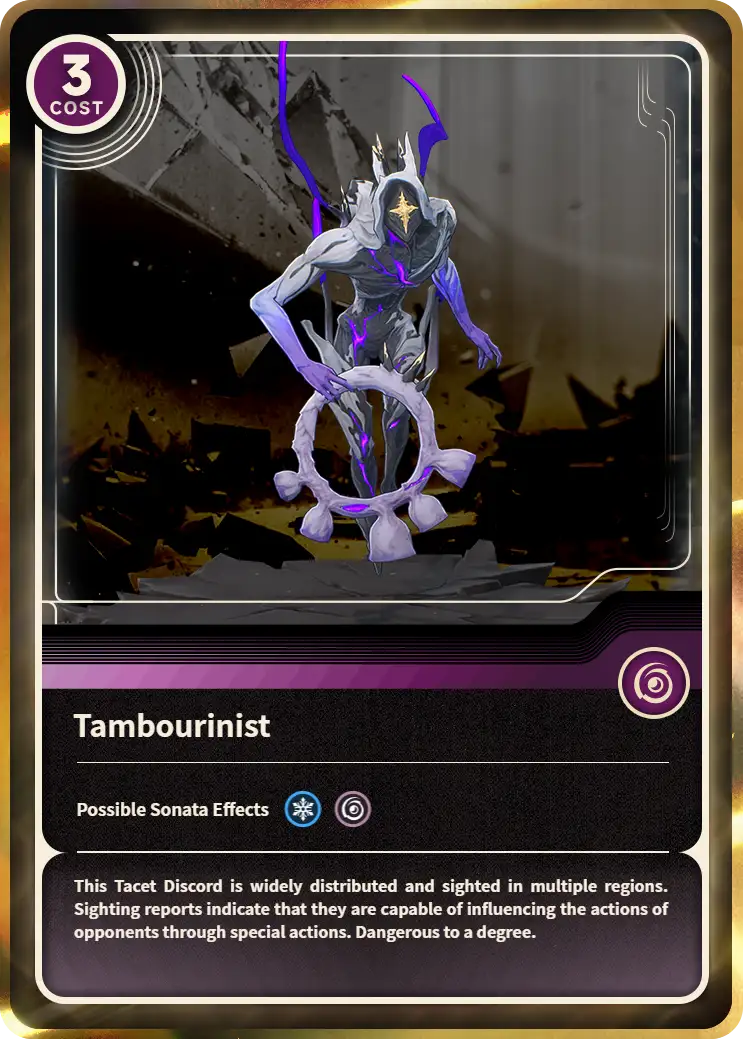 3
COST
Tambourinist
Possible Sonata Effects
This Tacet Discord is widely distributed and sighted in multiple regions.
Sighting reports indicate that they are capable of influencing the actions of
opponents through special actions. Dangerous to a degree.